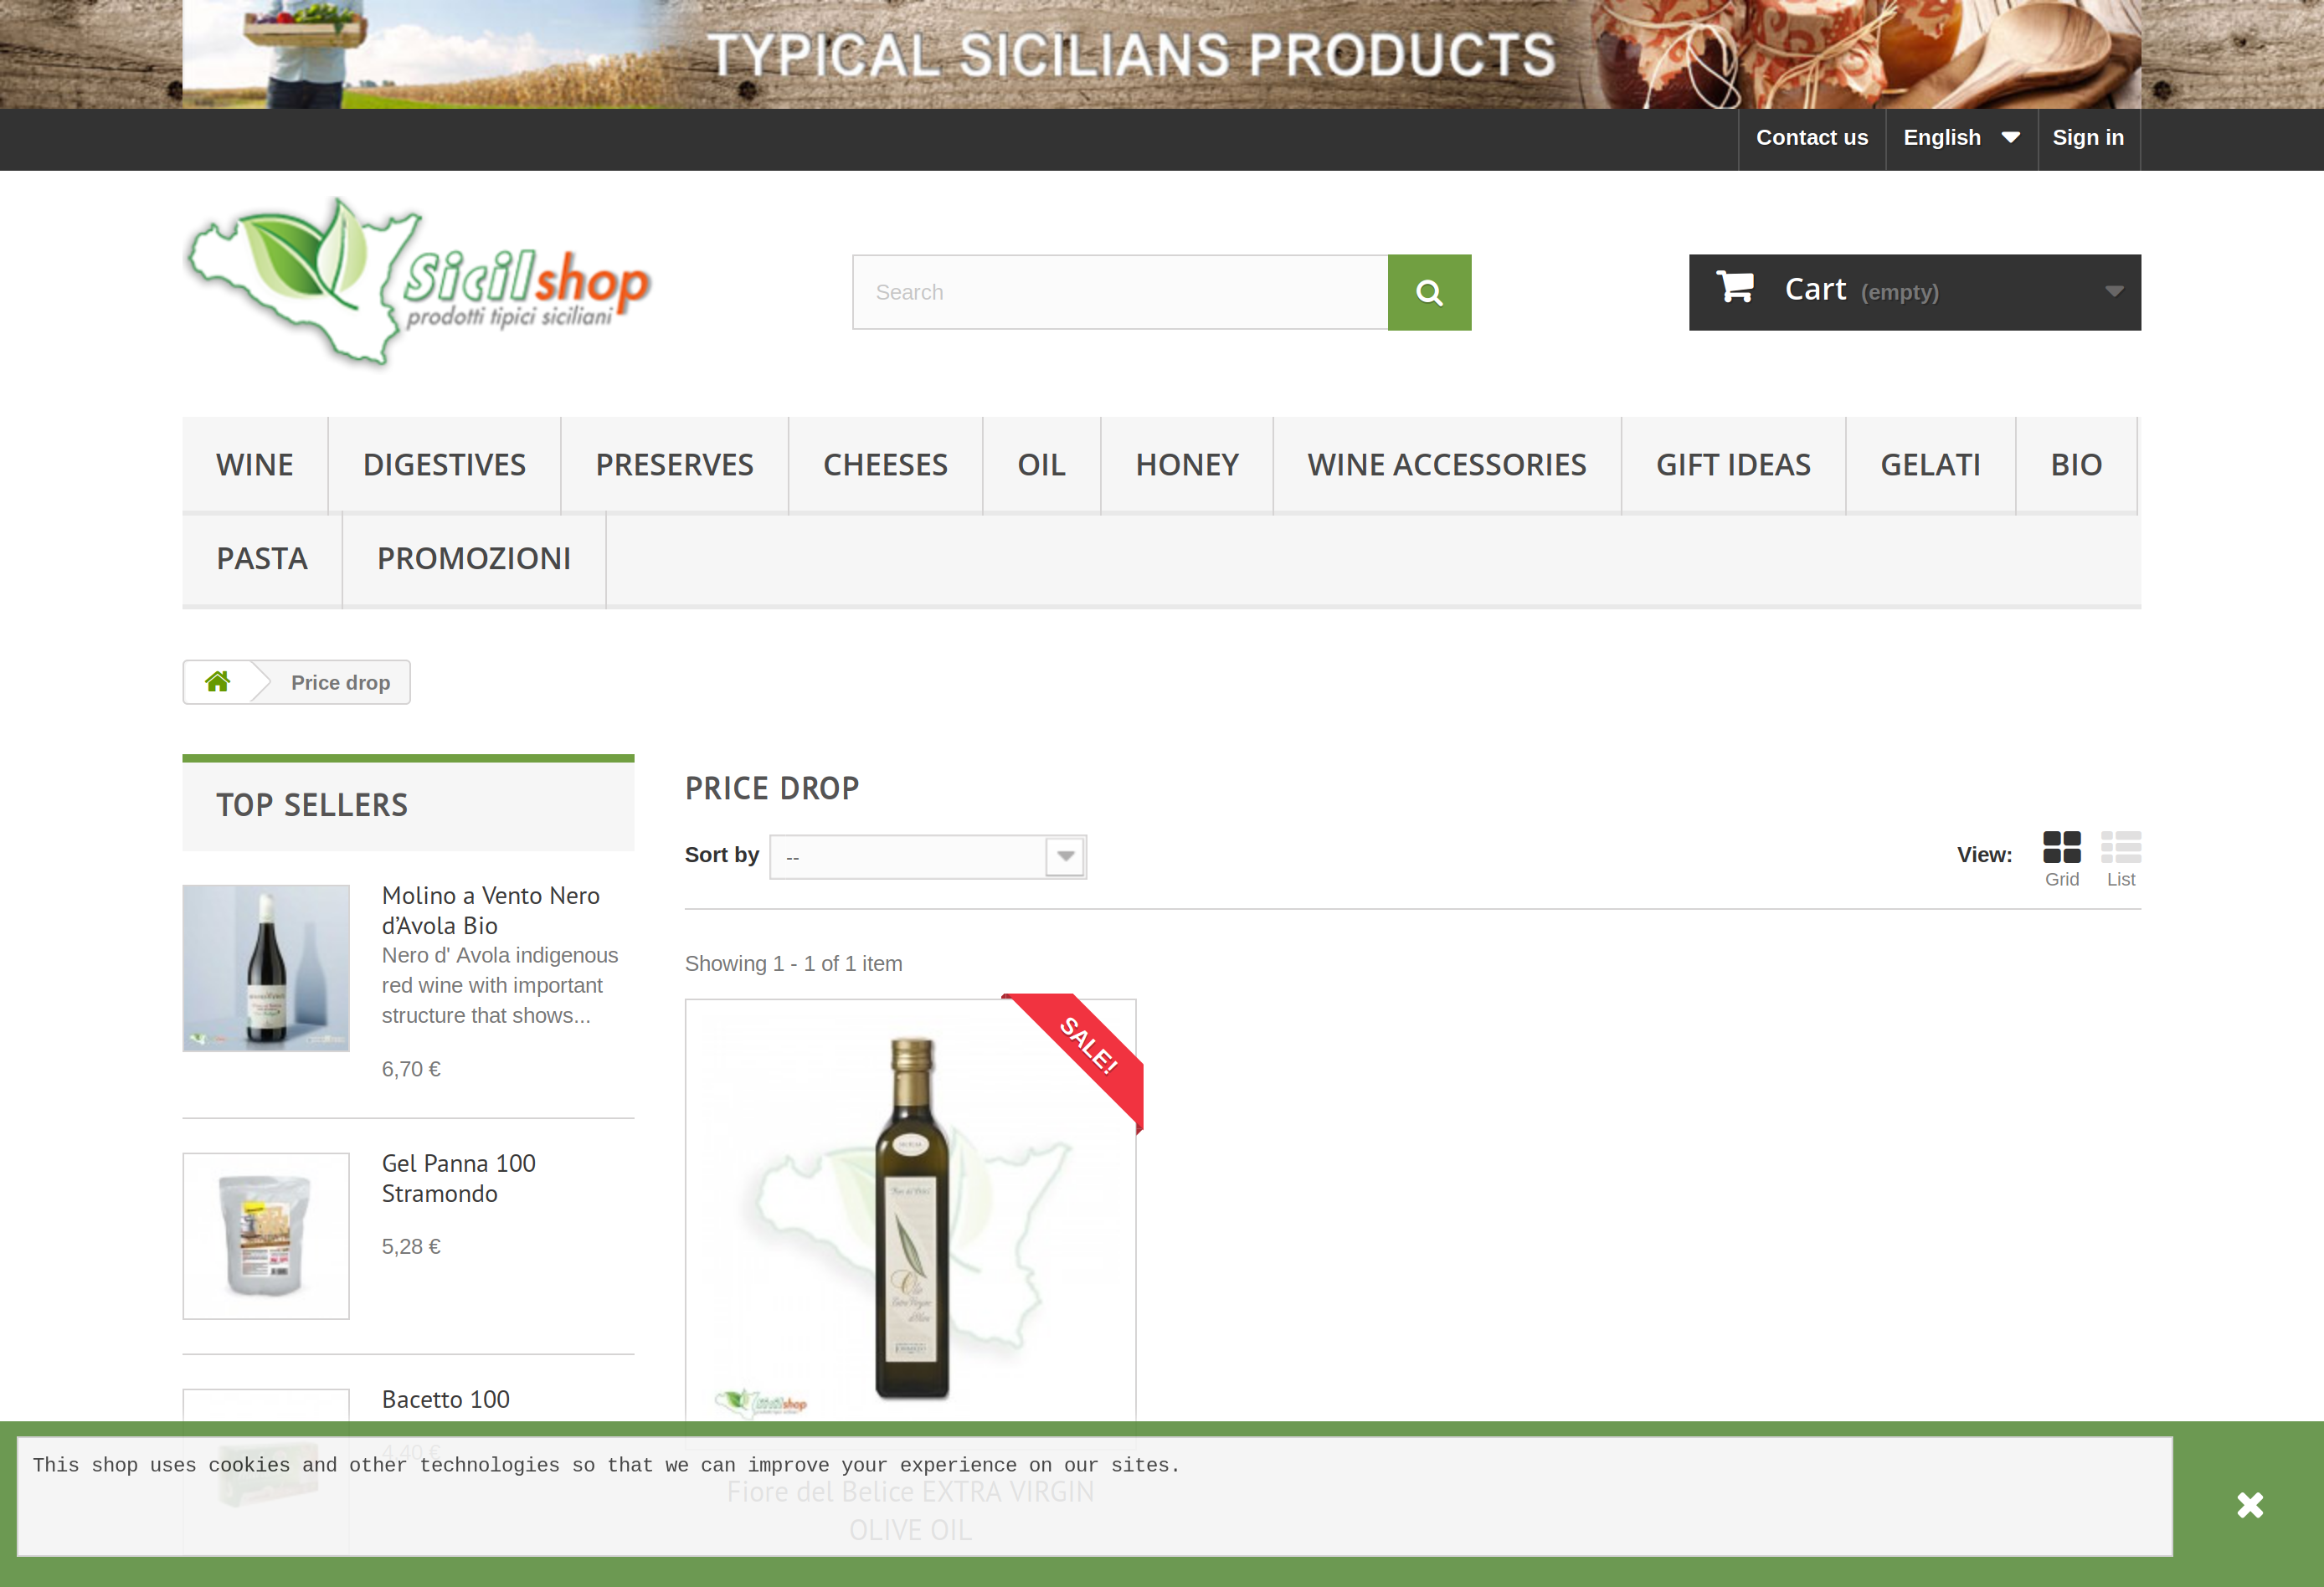 TYPICAL SICILIANS PRODUCTS
Contact us
English
Sign in
Sicilshop
prodotti tipici siciliani
Search
Cart (empty)
WINE
DIGESTIVES
PRESERVES
CHEESES
OIL
HONEY
WINE ACCESSORIES
GIFT IDEAS
GELATI
BIO
PASTA
PROMOZIONI
Price drop
TOP SELLERS
Molino a Vento Nero
d'Avola Bio
Nero d' Avola indigenous
red wine with important
structure that shows...
6,70 €
Gel Panna 100
Stramondo
5,28 €
Bacetto 100
4,40 €
PRICE DROP
Sort by
--
View:
Grid
List
Showing 1 - 1 of 1 item
SALE!
Olio
Extra Vergine
Fiore del Belice EXTRA VIRGIN
OLIVE OIL
This shop uses cookies and other technologies so that we can improve your experience on our sites.